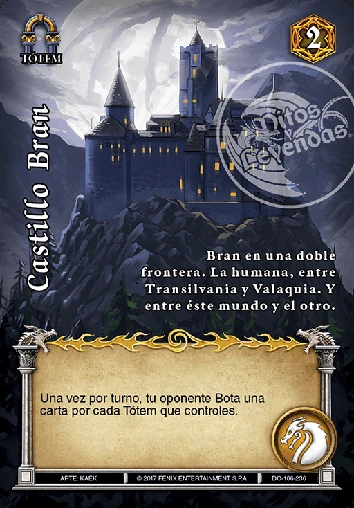 TÓTEM
2
Mitos y Leyendas
Castillo Bran
Bran en una doble
frontera. La humana, entre
Transilvania y Valaquia. Y
entre éste mundo y el otro.
Una vez por turno, tu oponente Bota una
carta por cada Tótem que controles.
ARTE: KAEK
© 2017 FENIX ENTERTAINMENT S.P.A.
DO-106-236